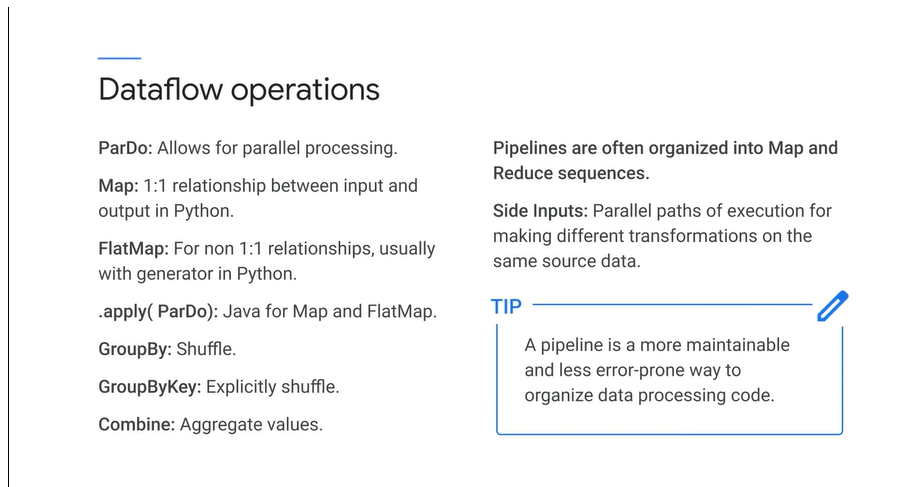 Dataflow operations
ParDo: Allows for parallel processing.
Map: 1:1 relationship between input and
output in Python.
FlatMap: For non 1:1 relationships, usually
with generator in Python.
.apply( ParDo): Java for Map and FlatMap.
GroupBy: Shuffle.
GroupByKey: Explicitly shuffle.
Combine: Aggregate values.
Pipelines are often organized into Map and
Reduce sequences.
Side Inputs: Parallel paths of execution for
making different transformations on the
same source data.
TIP
A pipeline is a more maintainable
and less error-prone way to
organize data processing code.